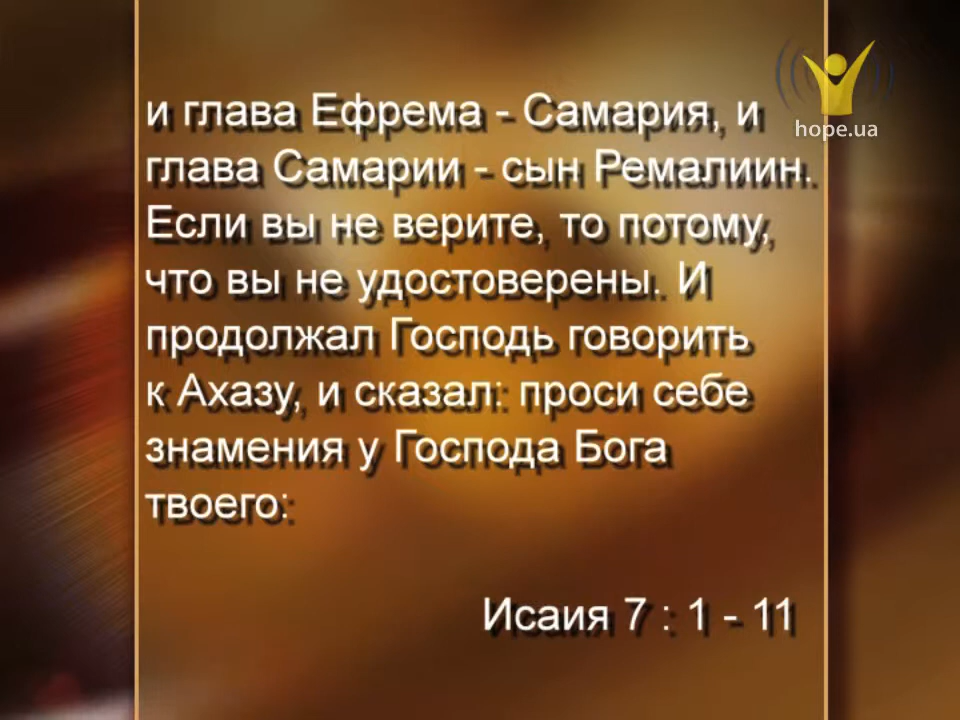 hope.ua
и глава Ефрема - Самария, и
глава Самарии - сын Ремалиин.
Если вы не верите, то потому,
что вы не удостоверены. И
продолжал Господь говорить
к Ахазу, и сказал: проси себе
знамения у Господа Бога
твоего:
Исаия 7 : 1 - 11